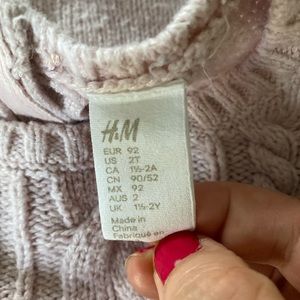 H&M
EUR 92
US 2T
CA 1½-2A
CN 90/52
MX 92
AUS 2
UK 1½-2Y
Made in
China
Fabriqué en